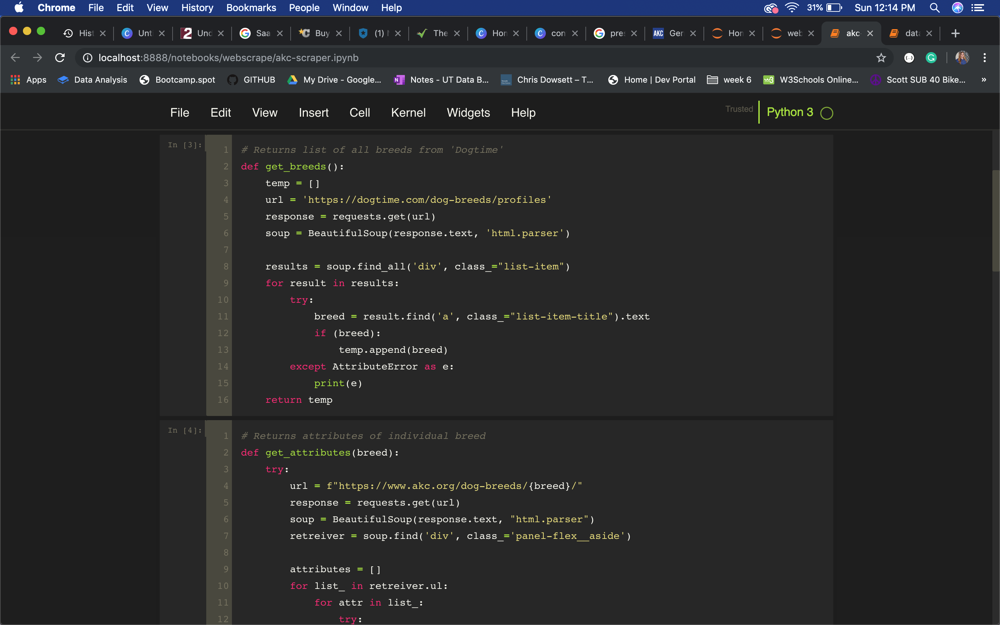 Chrome File Edit View History Bookmarks People Window Help 31% Sun 12:14 PM
Hist Unt 2 Und Saa Buy (1) The Hon con pres AKC Ger Hon web akc data
localhost:8888/notebooks/webscrape/akc-scraper.ipynb
Apps Data Analysis Bootcamp.spot GITHUB My Drive - Google... Notes - UT Data B... Chris Dowsett – T... Home | Dev Portal week 6 W3Schools Online... Scott SUB 40 Bike... »
File Edit View Insert Cell Kernel Widgets Help Trusted Python 3
In [3]:
1 # Returns list of all breeds from 'Dogtime'
2 def get_breeds():
3 temp = []
4 url = 'https://dogtime.com/dog-breeds/profiles'
5 response = requests.get(url)
6 soup = BeautifulSoup(response.text, 'html.parser')
7
8 results = soup.find_all('div', class_="list-item")
9 for result in results:
10 try:
11 breed = result.find('a', class_="list-item-title").text
12 if (breed):
13 temp.append(breed)
14 except AttributeError as e:
15 print(e)
16 return temp
In [4]:
1 # Returns attributes of individual breed
2 def get_attributes(breed):
3 try:
4 url = f"https://www.akc.org/dog-breeds/{breed}/"
5 response = requests.get(url)
6 soup = BeautifulSoup(response.text, "html.parser")
7 retreiver = soup.find('div', class_='panel-flex__aside')
8
9 attributes = []
10 for list_ in retreiver.ul:
11 for attr in list_:
12 try: